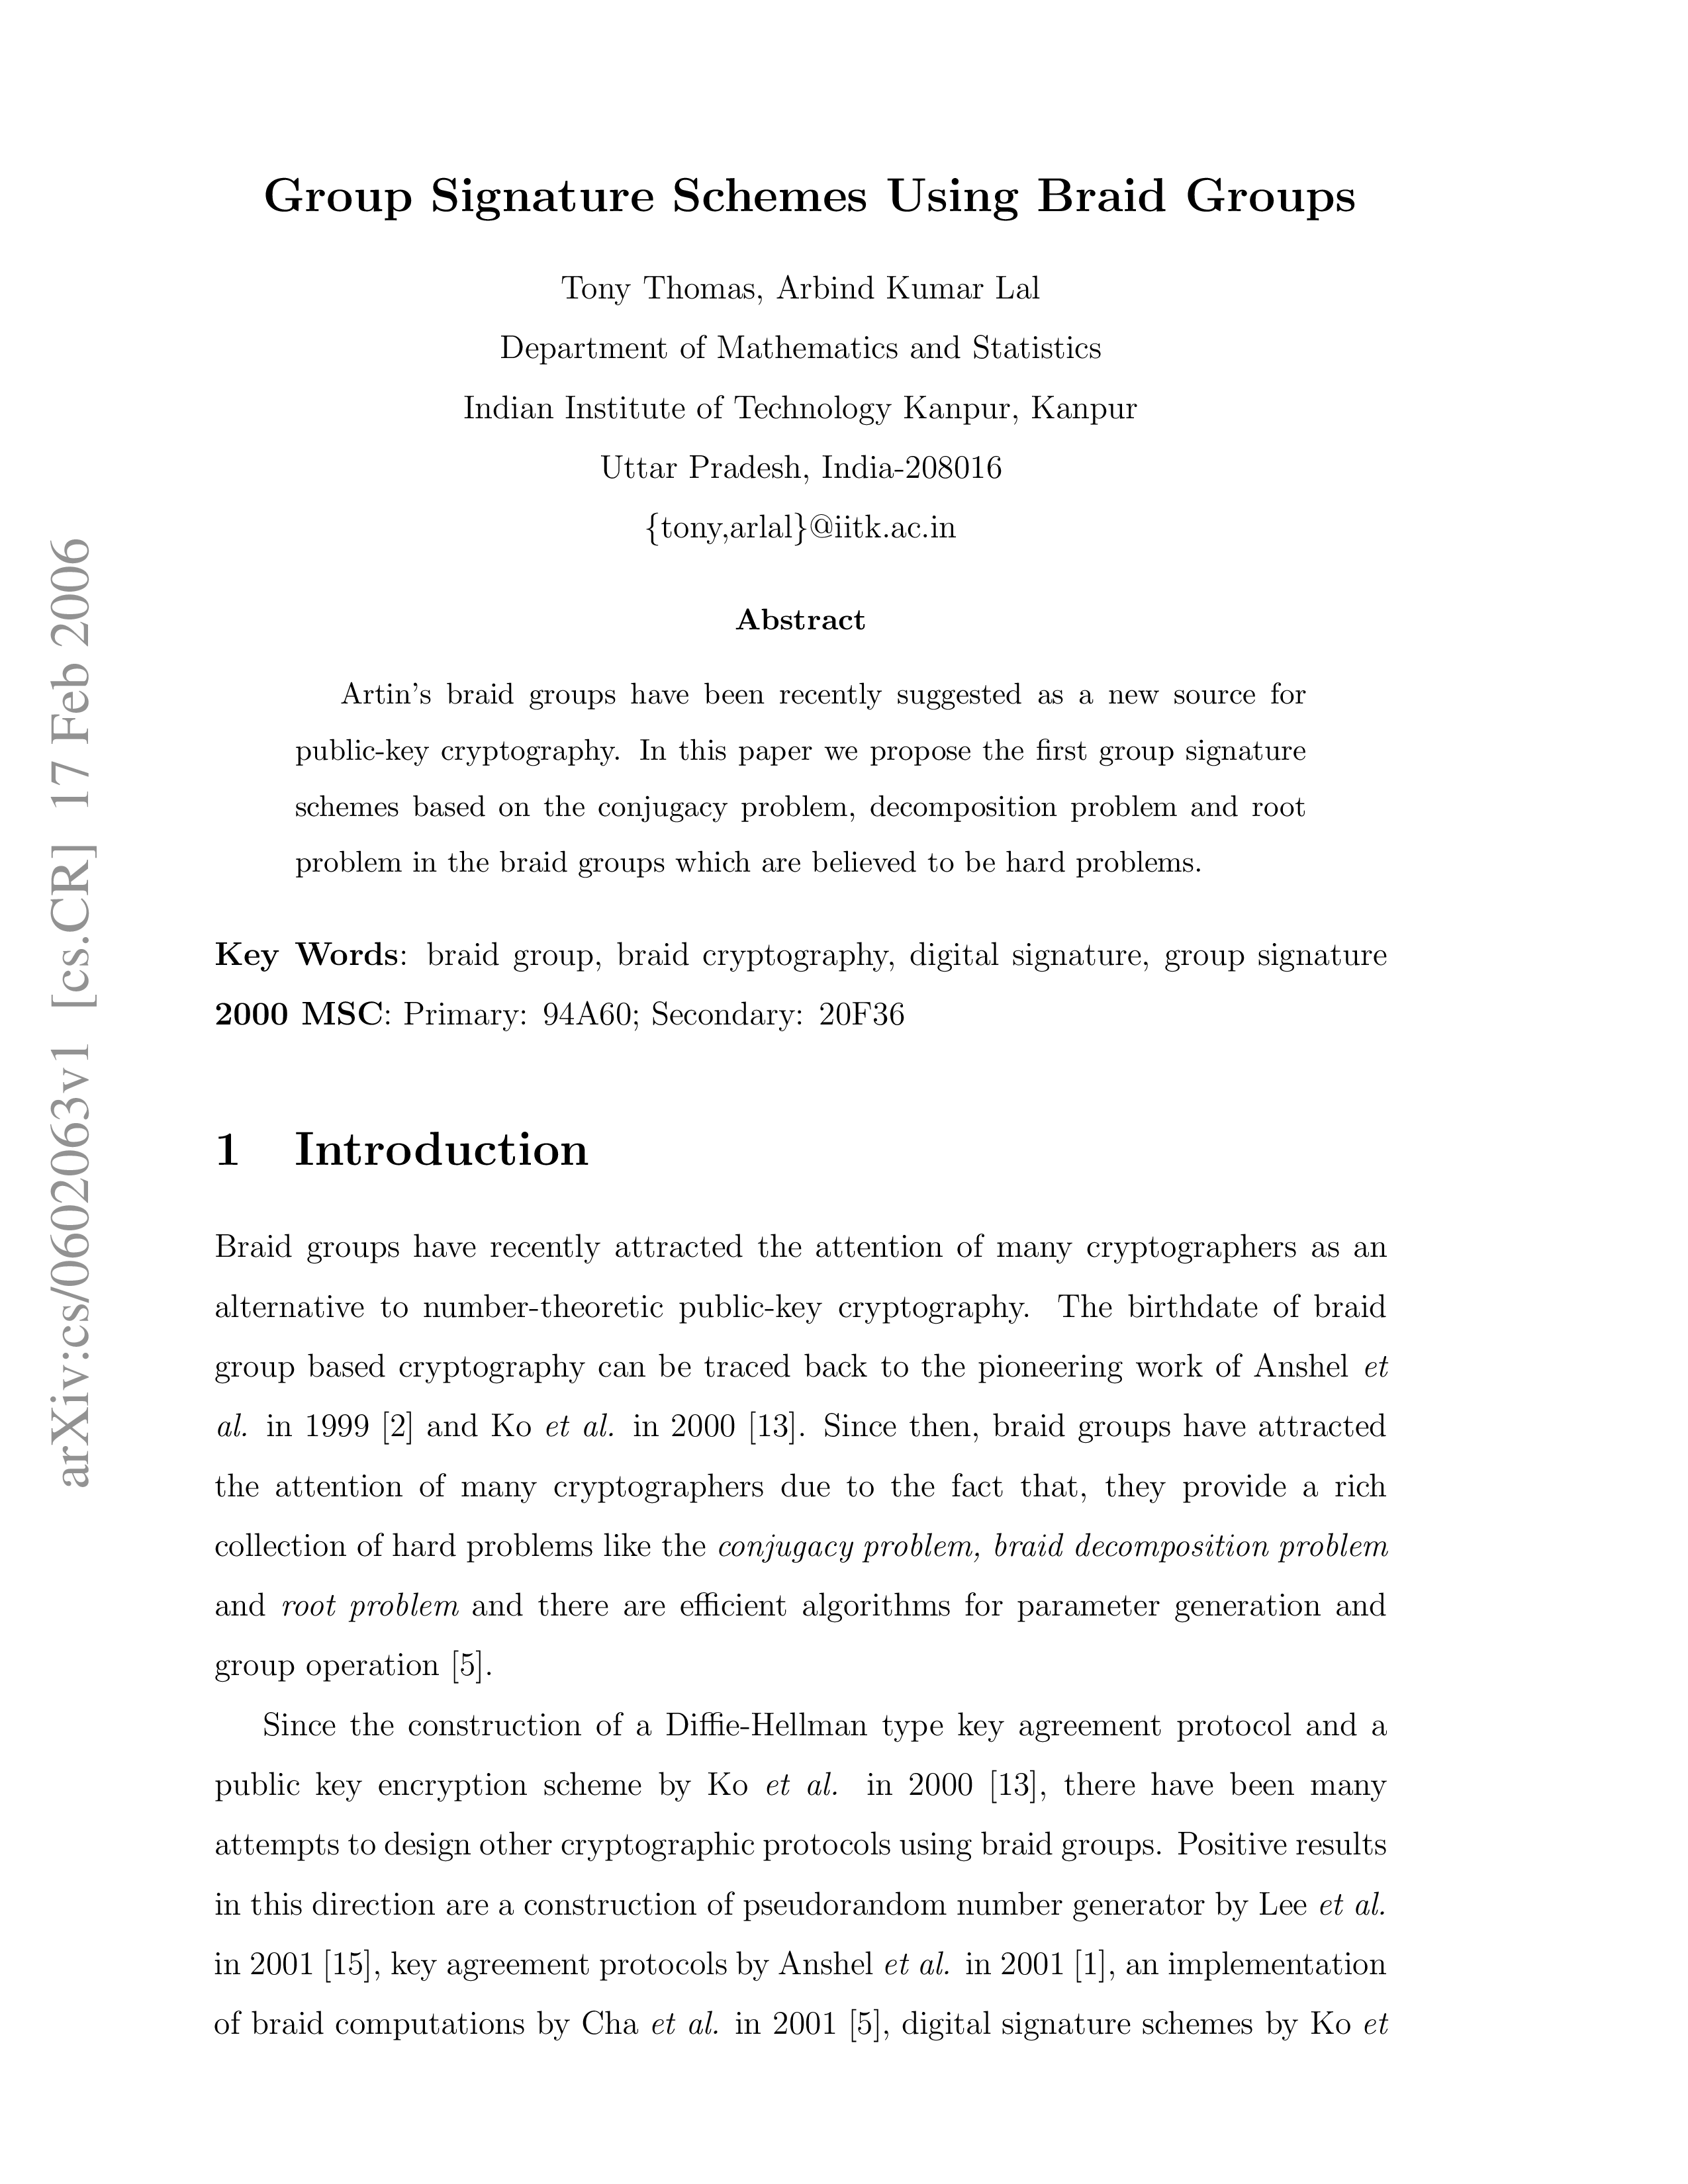 Group Signature Schemes Using Braid Groups
Tony Thomas, Arbind Kumar Lal
Department of Mathematics and Statistics
Indian Institute of Technology Kanpur, Kanpur
Uttar Pradesh, India-208016
{tony,arlal}@iitk.ac.in
Abstract
Artin's braid groups have been recently suggested as a new source for
public-key cryptography. In this paper we propose the first group signature
schemes based on the conjugacy problem, decomposition problem and root
problem in the braid groups which are believed to be hard problems.
Key Words: braid group, braid cryptography, digital signature, group signature
2000 MSC: Primary: 94A60; Secondary: 20F36
1 Introduction
Braid groups have recently attracted the attention of many cryptographers as an
alternative to number-theoretic public-key cryptography. The birthdate of braid
group based cryptography can be traced back to the pioneering work of Anshel et
al. in 1999 [2] and Ko et al. in 2000 [13]. Since then, braid groups have attracted
the attention of many cryptographers due to the fact that, they provide a rich
collection of hard problems like the conjugacy problem, braid decomposition problem
and root problem and there are efficient algorithms for parameter generation and
group operation [5].
Since the construction of a Diffie-Hellman type key agreement protocol and a
public key encryption scheme by Ko et al. in 2000 [13], there have been many
attempts to design other cryptographic protocols using braid groups. Positive results
in this direction are a construction of pseudorandom number generator by Lee et al.
in 2001 [15], key agreement protocols by Anshel et al. in 2001 [1], an implementation
of braid computations by Cha et al. in 2001 [5], digital signature schemes by Ko et
arXiv:cs/0602063v1 [cs.CR] 17 Feb 2006